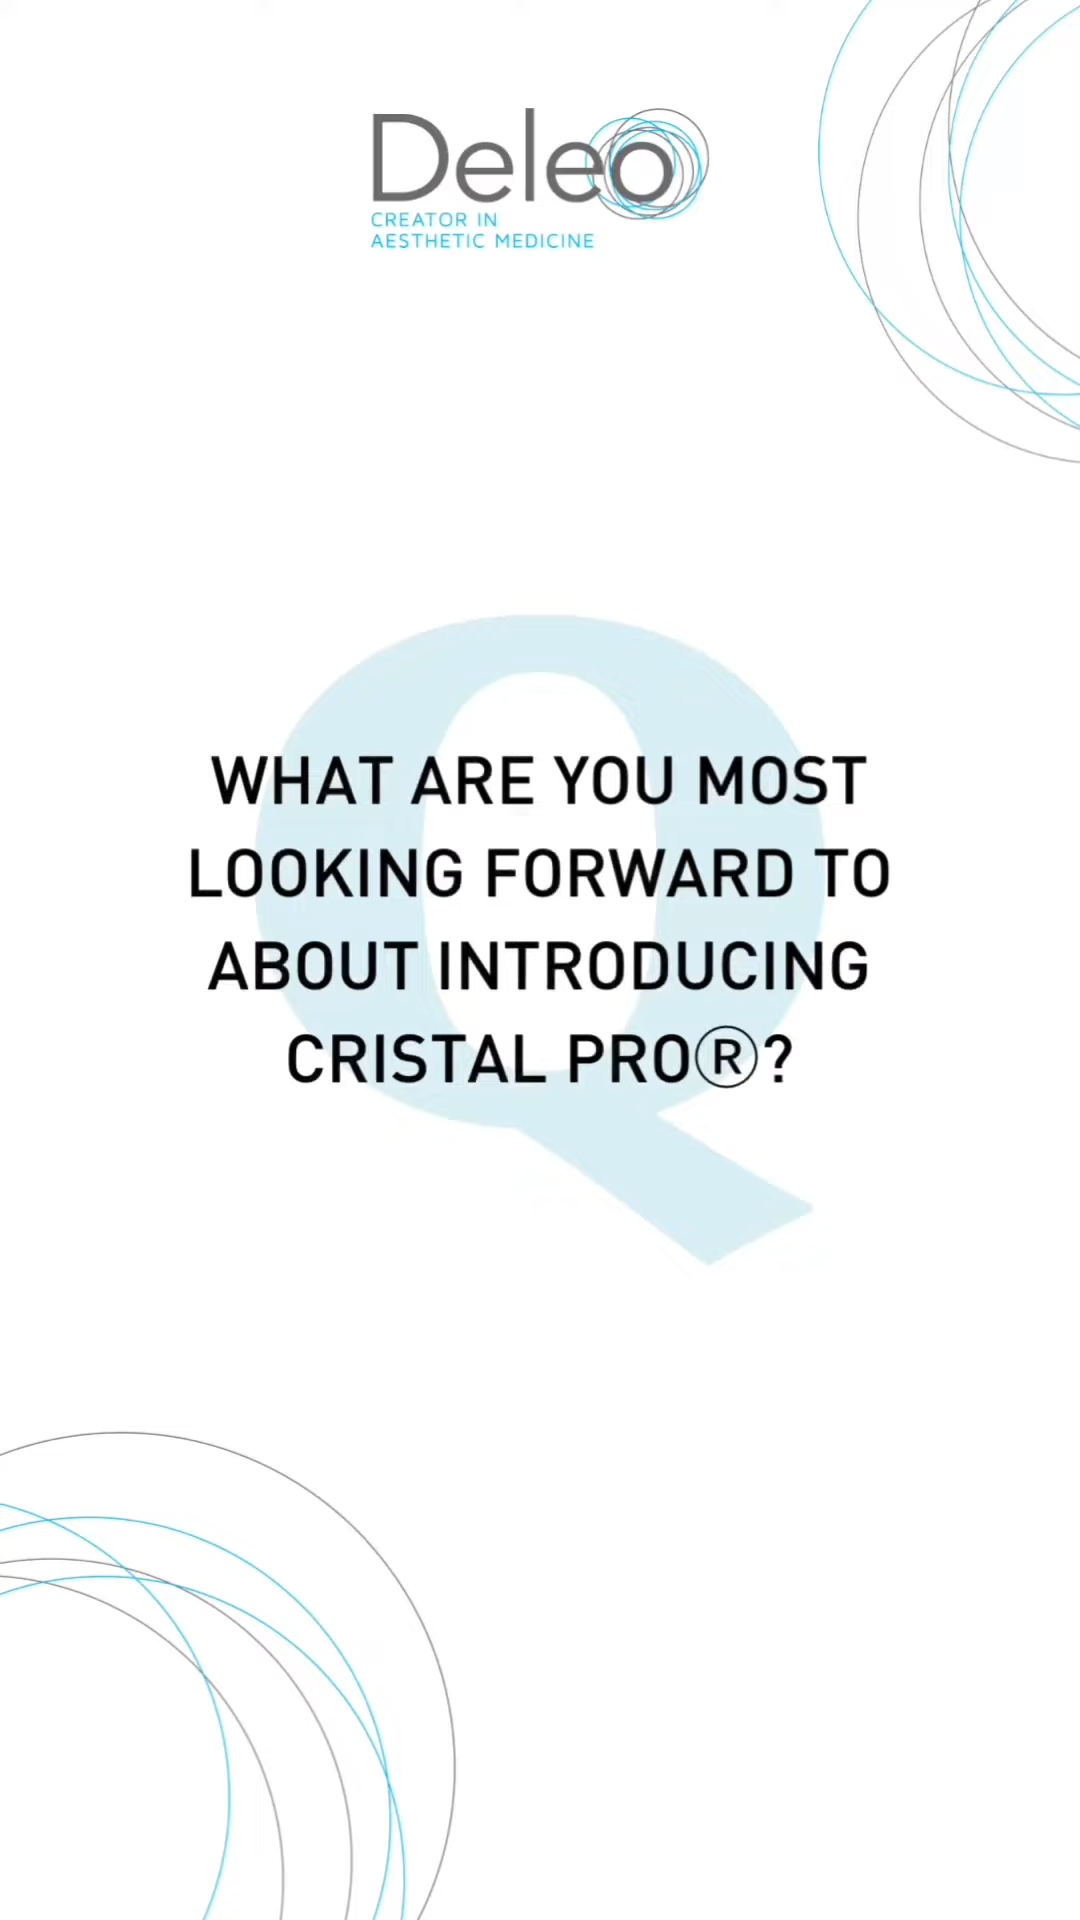 Deleo
CREATOR IN
AESTHETIC MEDICINE
Q
WHAT ARE YOU MOST
LOOKING FORWARD TO
ABOUT INTRODUCING
CRISTAL PRO®?